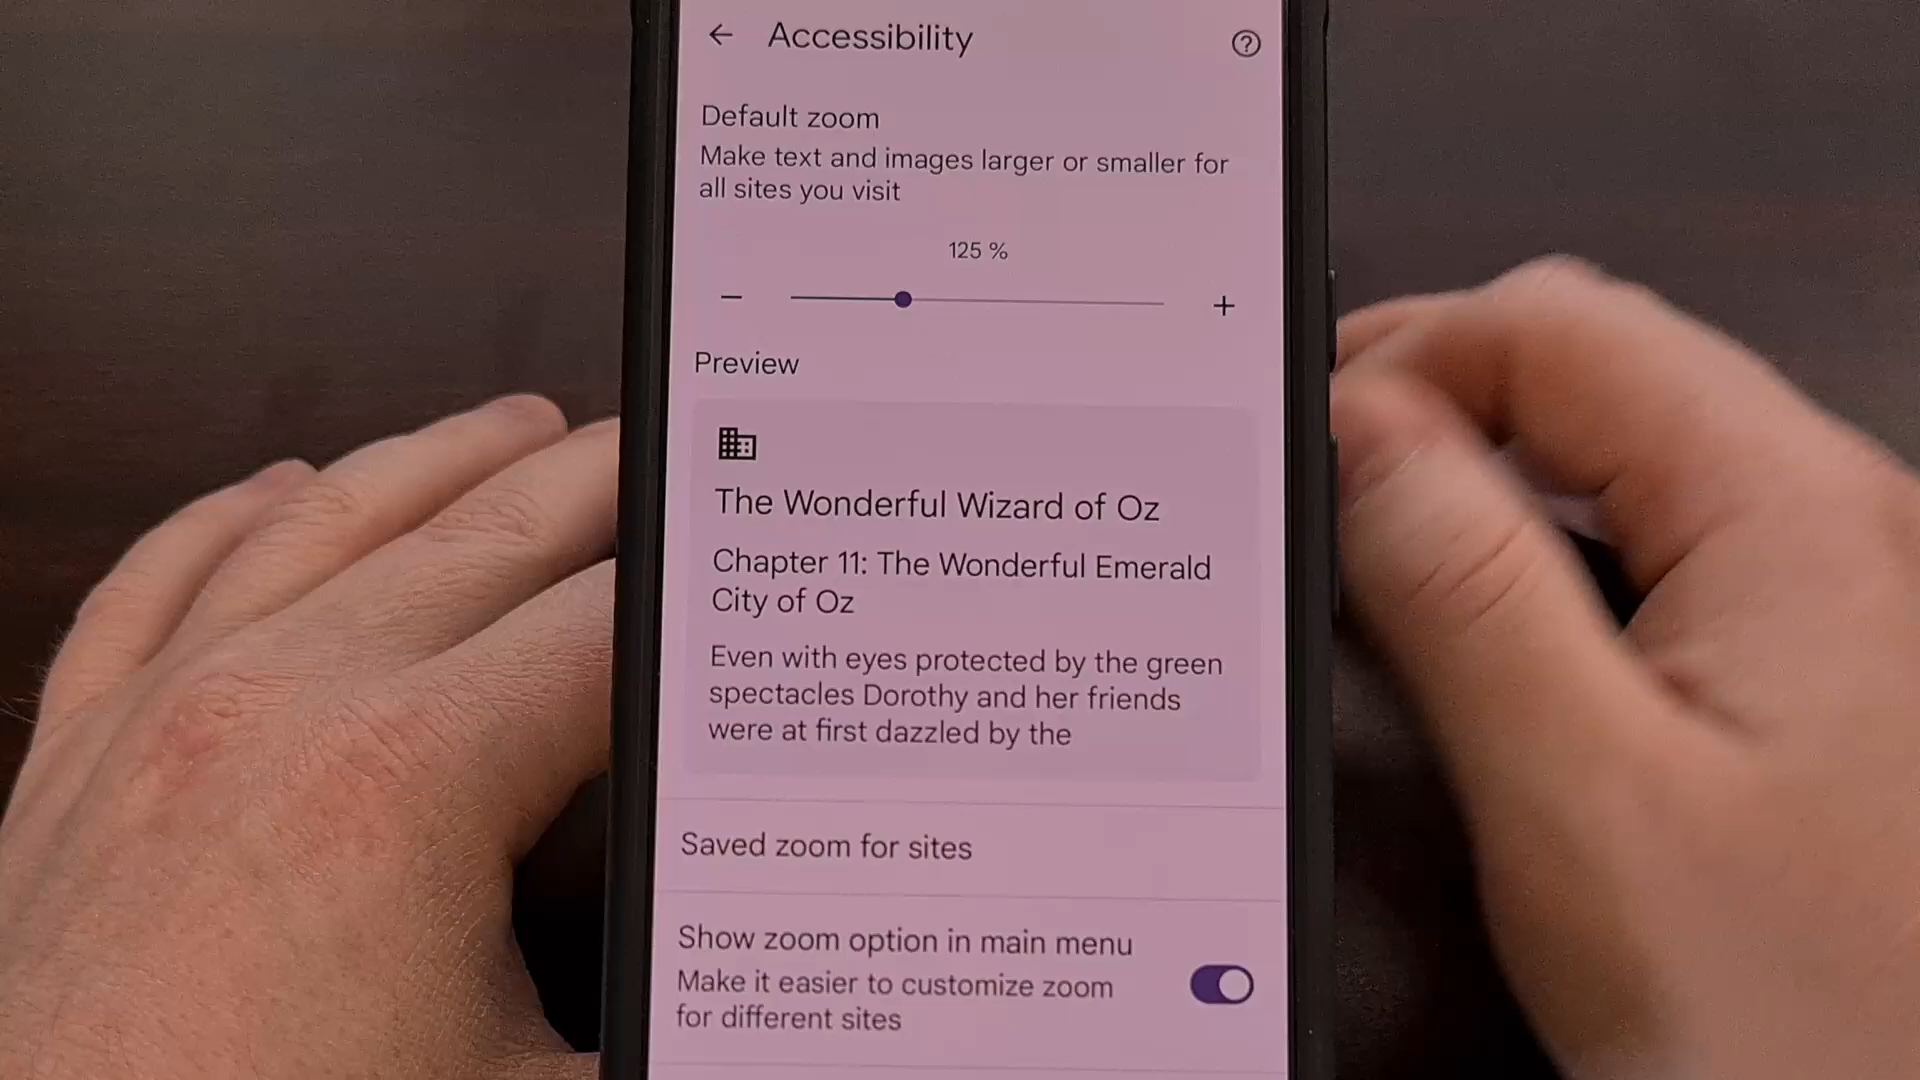 Accessibility
Default zoom
Make text and images larger or smaller for
all sites you visit
125 %
Preview
The Wonderful Wizard of Oz
Chapter 11: The Wonderful Emerald
City of Oz
Even with eyes protected by the green
spectacles Dorothy and her friends
were at first dazzled by the
Saved zoom for sites
Show zoom option in main menu
Make it easier to customize zoom
for different sites